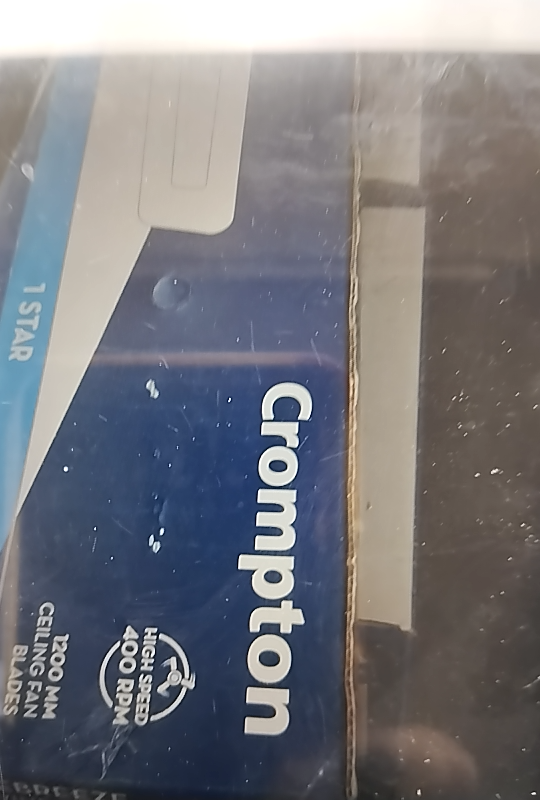 Crompton
HIGH SPEED
400 RPM
1200 MM
CEILING FAN
BLADES
1 STAR